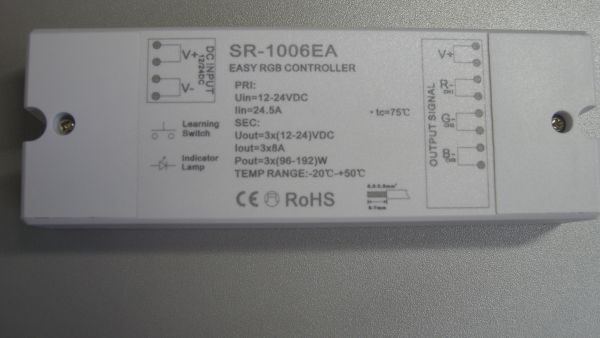 DC INPUT
12/24DC
V+
V-
Learning
Switch
Indicator
Lamp
SR-1006EA
EASY RGB CONTROLLER
PRI:
Uin=12-24VDC
Iin=24.5A
SEC:
Uout=3x(12-24)VDC
Iout=3x8A
Pout=3x(96-192)W
TEMP RANGE:-20℃-+50℃
CE RoHS
• tc=75℃
OUTPUT SIGNAL
V+
R-
G-
B-